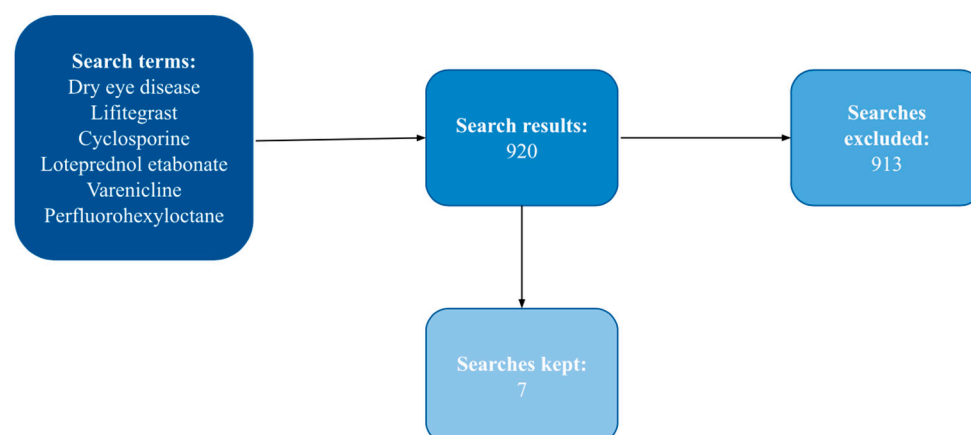 Search terms:
Dry eye disease
Lifitegrast
Cyclosporine
Loteprednol etabonate
Varenicline
Perfluorohexyloctane
Search results:
920
Searches
excluded:
913
Searches kept:
7